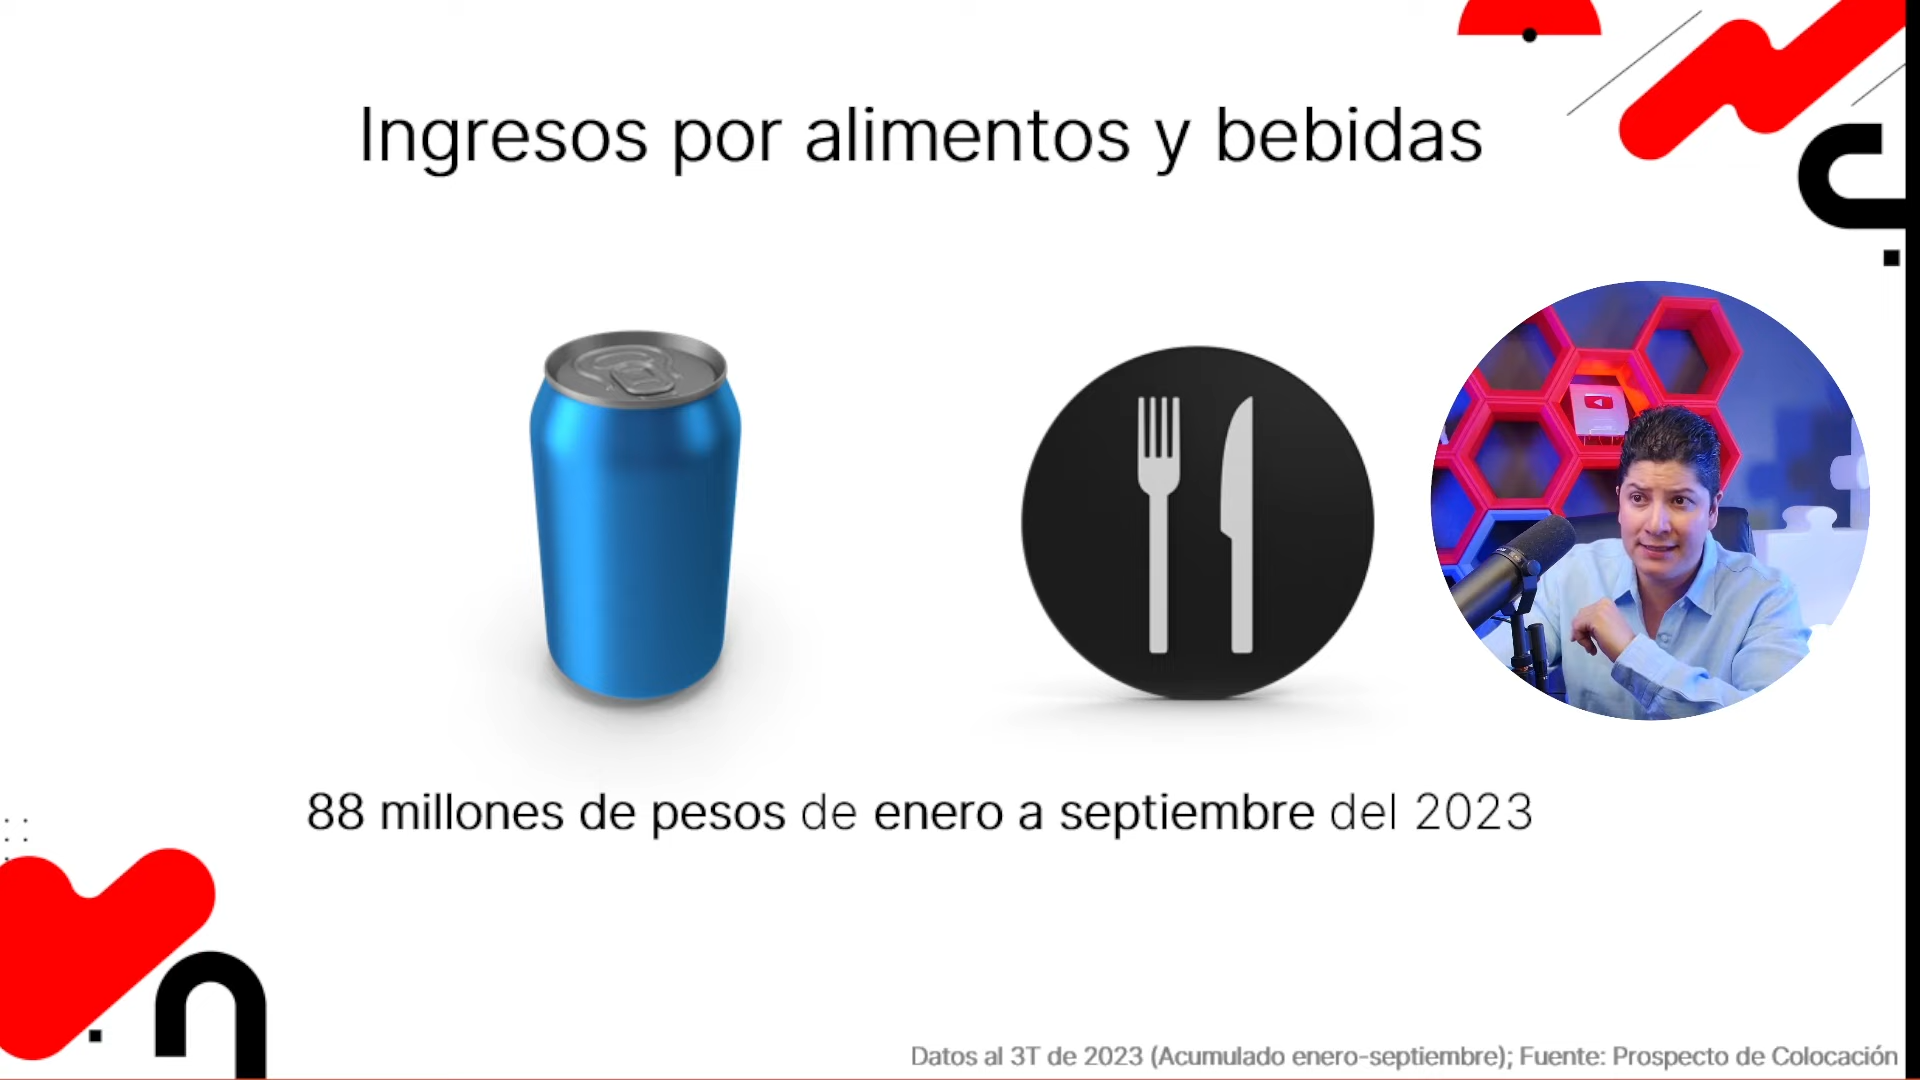 Ingresos por alimentos y bebidas
88 millones de pesos de enero a septiembre del 2023
Datos al 3T de 2023 (Acumulado enero-septiembre); Fuente: Prospecto de Colocación